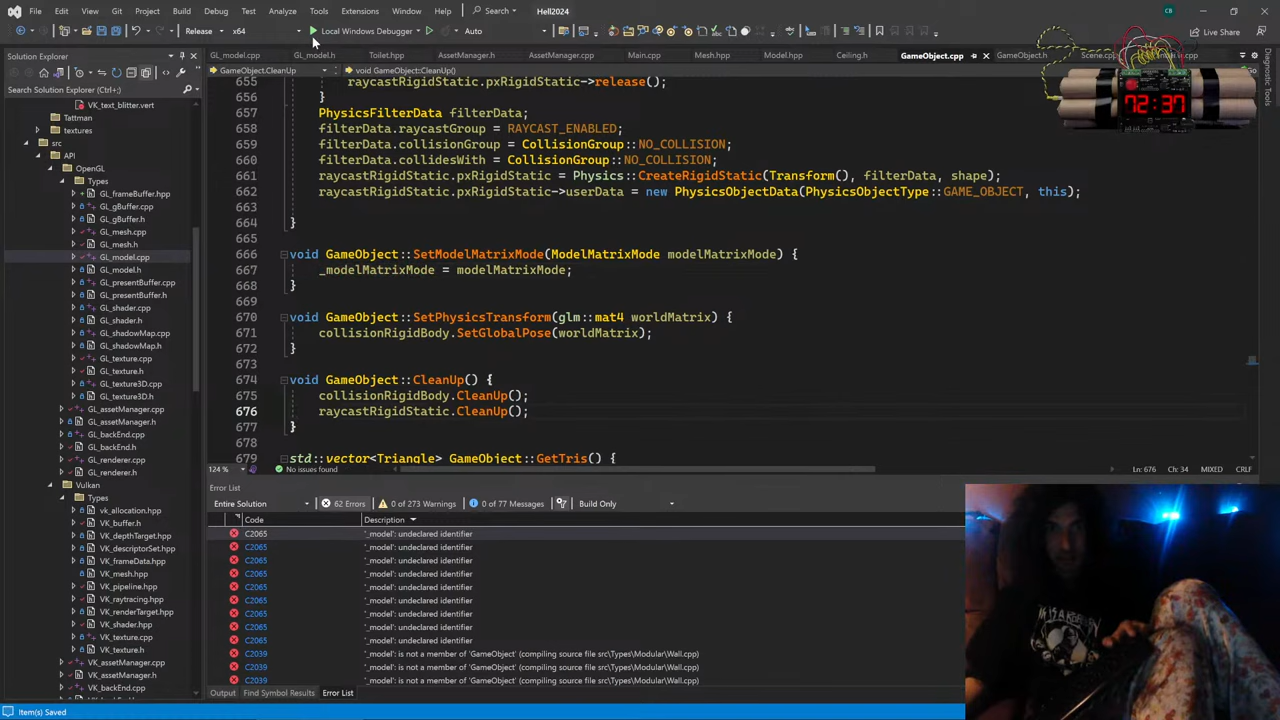 File Edit View Git Project Build Debug Test Analyze Tools Extensions Window Help Search Hell2024
Release x64 Local Windows Debugger Auto Live Share
Solution Explorer
GL_model.cpp GL_model.h Toilet.hpp AssetManager.h AssetManager.cpp Main.cpp Mesh.hpp Model.hpp Ceiling.h GameObject.cpp GameObject.h
GameObject.CleanUp void GameObject::CleanUp()
Search Solution Explorer
VK_text_blitter.vert
Tattman
textures
src
API
OpenGL
Types
GL_frameBuffer.hpp
GL_gBuffer.cpp
GL_gBuffer.h
GL_mesh.cpp
GL_mesh.h
GL_model.cpp
GL_model.h
GL_presentBuffer.cpp
GL_presentBuffer.h
GL_shader.cpp
GL_shader.h
GL_shadowMap.cpp
GL_shadowMap.h
GL_texture.cpp
GL_texture.h
GL_texture3D.cpp
GL_texture3D.h
GL_assetManager.cpp
GL_assetManager.h
GL_backEnd.cpp
GL_backEnd.h
GL_renderer.cpp
GL_renderer.h
Vulkan
Types
vk_allocation.hpp
VK_buffer.h
VK_depthTarget.hpp
VK_descriptorSet.hpp
VK_frameData.hpp
VK_mesh.hpp
VK_pipeline.hpp
VK_raytracing.hpp
VK_renderTarget.hpp
VK_shader.hpp
VK_texture.cpp
VK_texture.h
VK_assetManager.cpp
VK_assetManager.h
VK_backEnd.cpp
655 raycastRigidStatic.pxRigidStatic->release();
656 }
657 PhysicsFilterData filterData;
658 filterData.raycastGroup = RAYCAST_ENABLED;
659 filterData.collisionGroup = CollisionGroup::NO_COLLISION;
660 filterData.collidesWith = CollisionGroup::NO_COLLISION;
661 raycastRigidStatic.pxRigidStatic = Physics::CreateRigidStatic(Transform(), filterData, shape);
662 raycastRigidStatic.pxRigidStatic->userData = new PhysicsObjectData(PhysicsObjectType::GAME_OBJECT, this);
663
664 }
665
666 void GameObject::SetModelMatrixMode(ModelMatrixMode modelMatrixMode) {
667 _modelMatrixMode = modelMatrixMode;
668 }
669
670 void GameObject::SetPhysicsTransform(glm::mat4 worldMatrix) {
671 collisionRigidBody.SetGlobalPose(worldMatrix);
672 }
673
674 void GameObject::CleanUp() {
675 collisionRigidBody.CleanUp();
676 raycastRigidStatic.CleanUp();
677 }
678
679 std::vector<Triangle> GameObject::GetTris() {
124 % No issues found Ln: 676 Ch: 34 MIXED CRLF
Error List
Entire Solution 62 Errors 0 of 273 Warnings 0 of 77 Messages Build Only
Code Description
C2065 '_model': undeclared identifier
C2065 '_model': undeclared identifier
C2065 '_model': undeclared identifier
C2065 '_model': undeclared identifier
C2065 '_model': undeclared identifier
C2065 '_model': undeclared identifier
C2065 '_model': undeclared identifier
C2065 '_model': undeclared identifier
C2065 '_model': undeclared identifier
C2039 '_model': is not a member of 'GameObject' (compiling source file src\Types\Modular\Wall.cpp)
C2039 '_model': is not a member of 'GameObject' (compiling source file src\Types\Modular\Wall.cpp)
C2039 '_model': is not a member of 'GameObject' (compiling source file src\Types\Modular\Wall.cpp)
Output Find Symbol Results Error List
Item(s) Saved
72:37
Diagnostic Tools